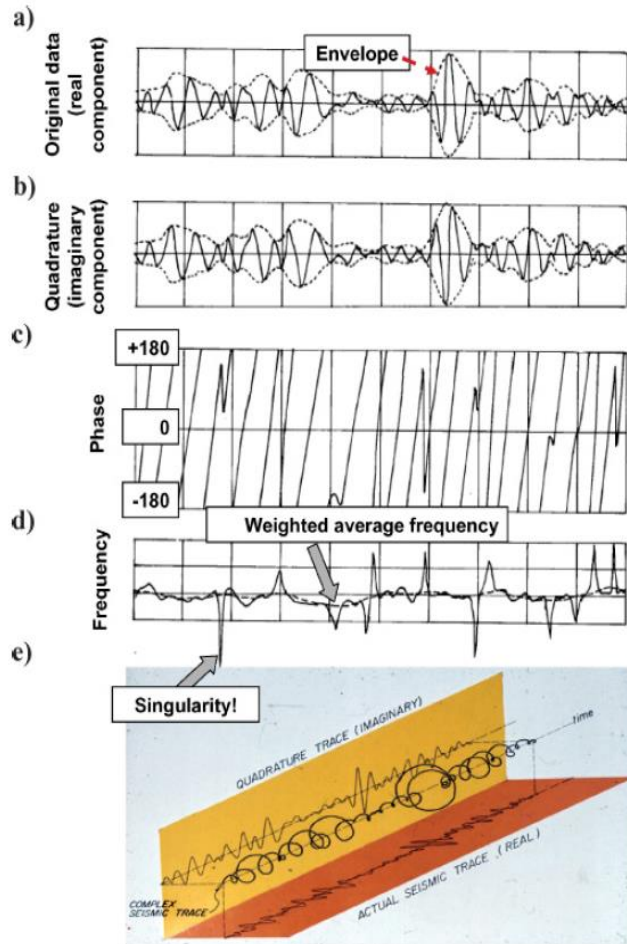 a)
Original data
(real
component)
Envelope
b)
Quadrature
(imaginary
component)
c)
+180
Phase
0
-180
d)
Weighted average frequency
Frequency
e)
Singularity!
QUADRATURE TRACE (IMAGINARY)
time
COMPLEX
SEISMIC TRACE
ACTUAL SEISMIC TRACE (REAL)